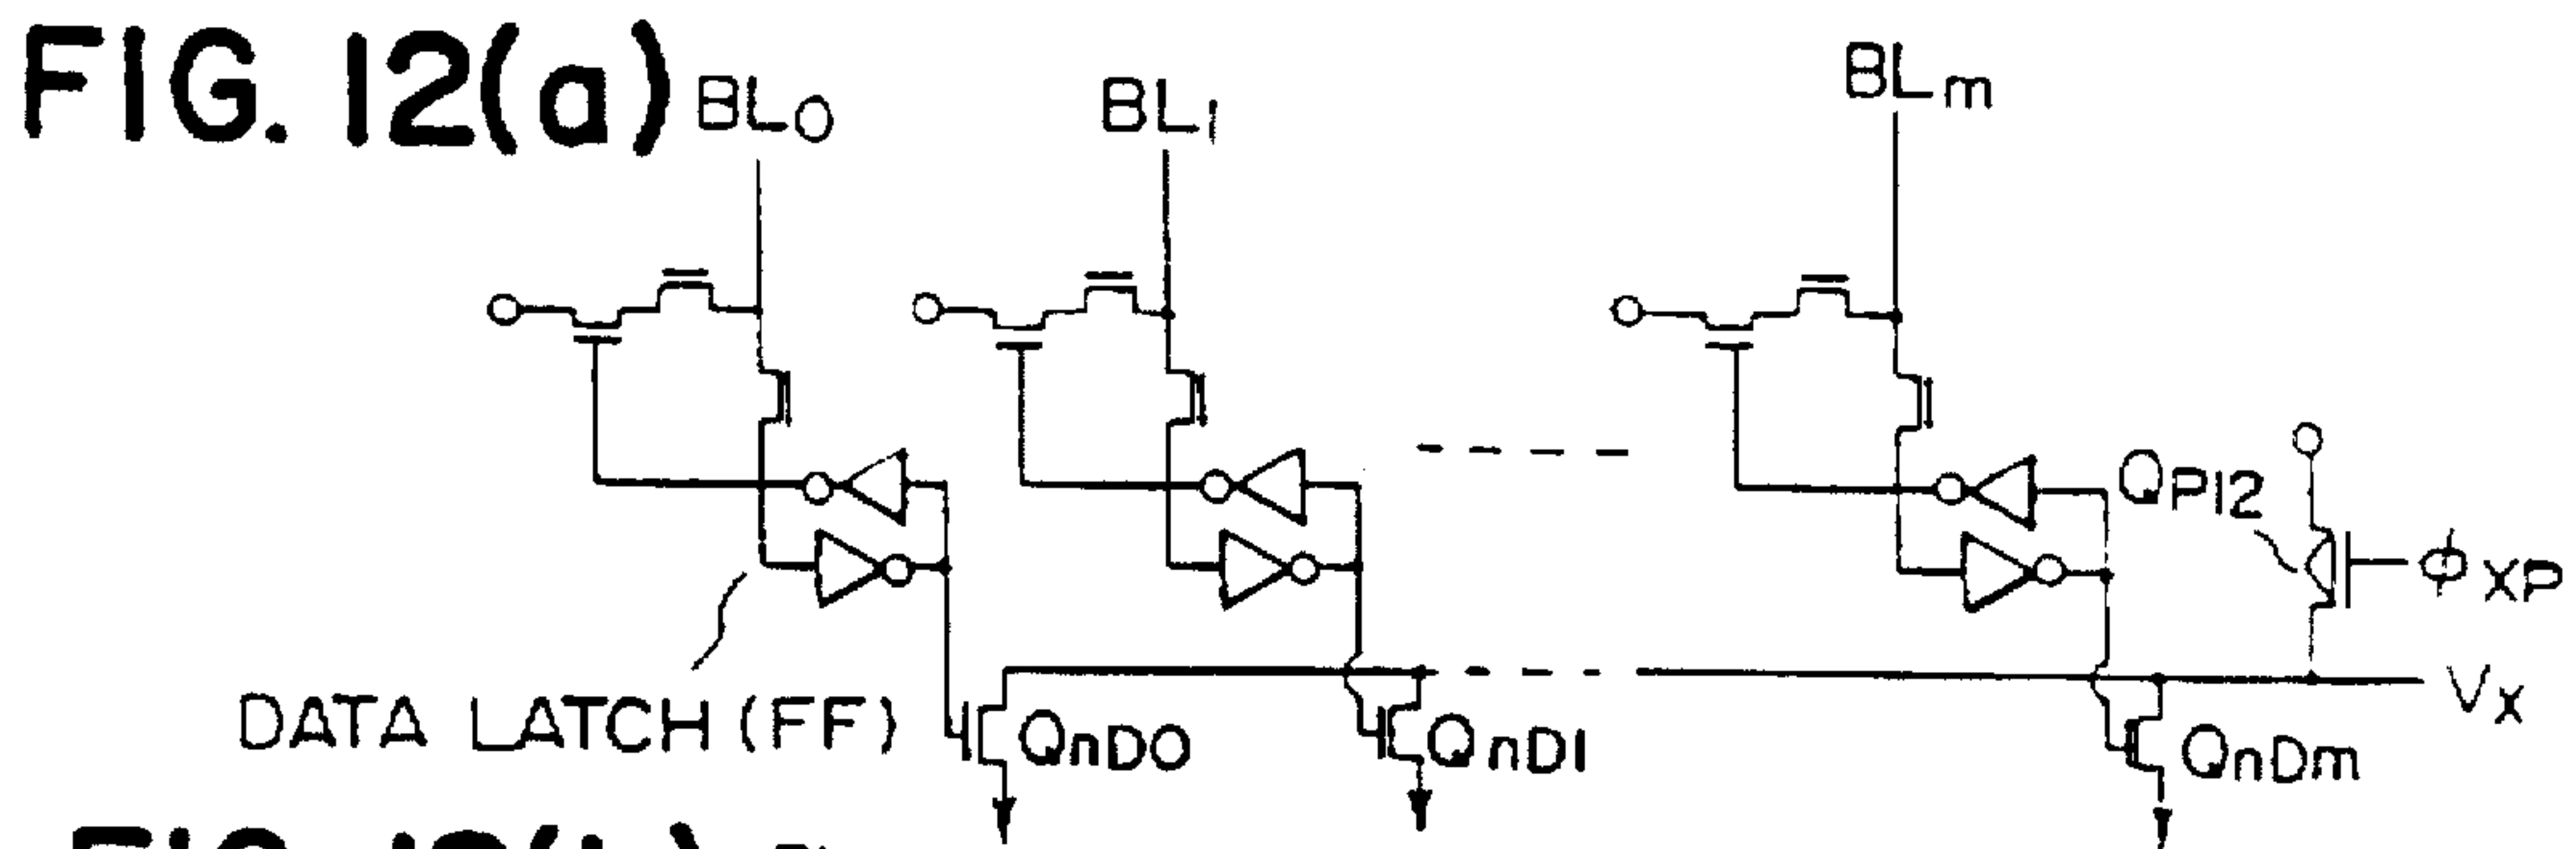 FIG. 12(a)
BL0
BL1
BLm
QP12
ϕXP
VX
DATA LATCH (FF)
QnD0
QnD1
QnDm